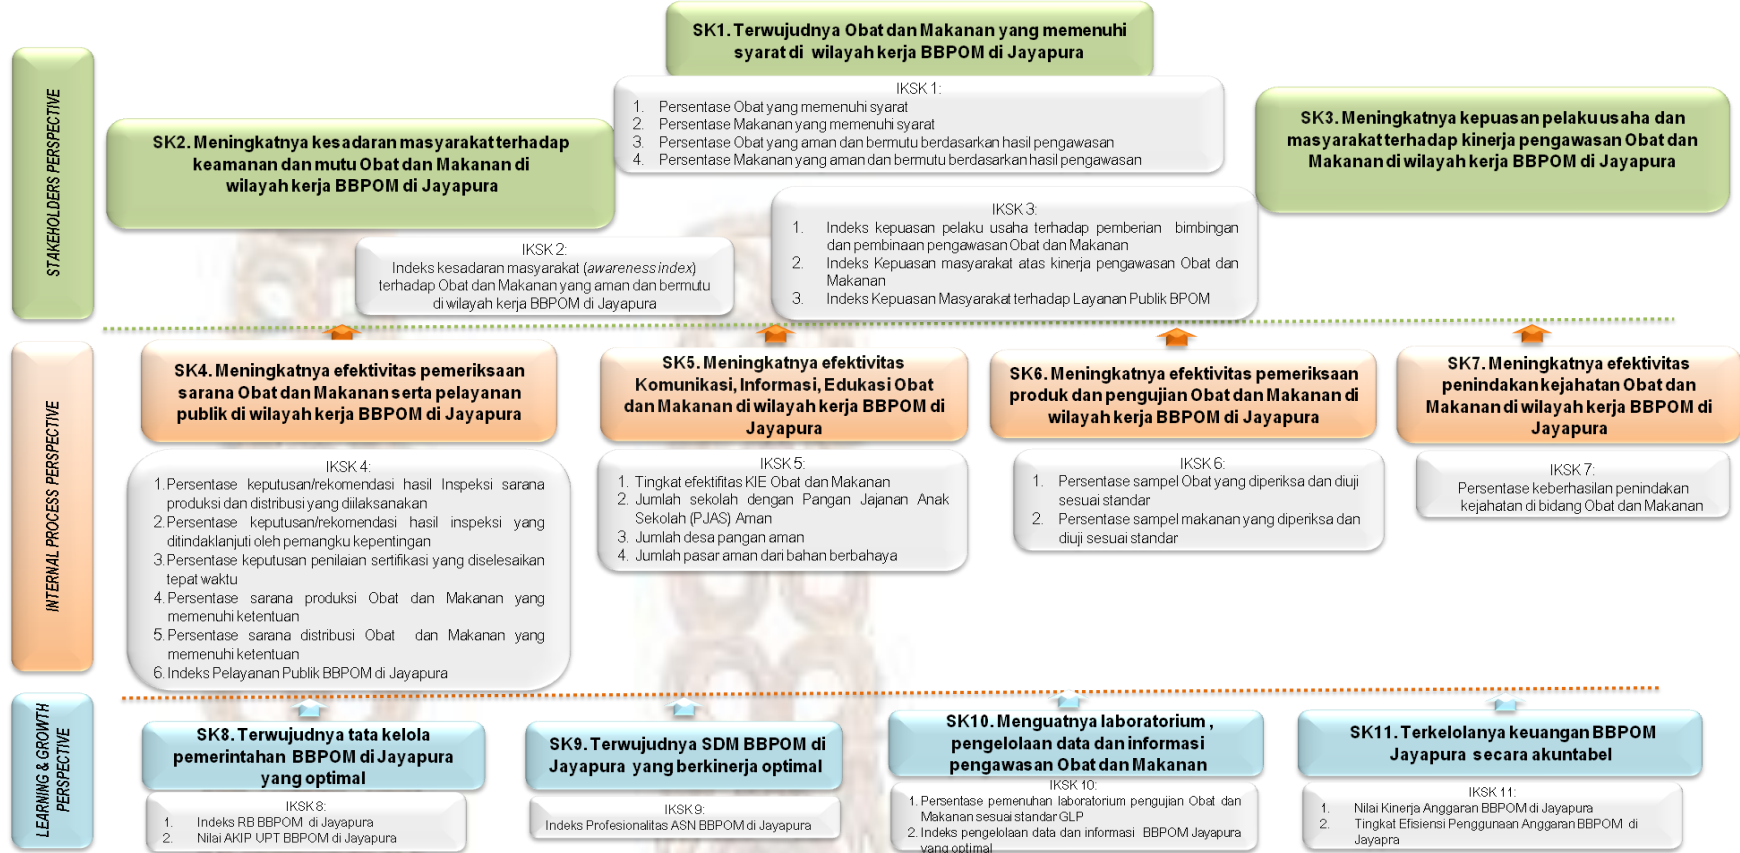 STAKEHOLDERS PERSPECTIVE
SK1. Terwujudnya Obat dan Makanan yang memenuhi
syarat di wilayah kerja BBPOM di Jayapura
IKSK 1:
1. Persentase Obat yang memenuhi syarat
2. Persentase Makanan yang memenuhi syarat
3. Persentase Obat yang aman dan bermutu berdasarkan hasil pengawasan
4. Persentase Makanan yang aman dan bermutu berdasarkan hasil pengawasan
SK2. Meningkatnya kesadaran masyarakat terhadap
keamanan dan mutu Obat dan Makanan di
wilayah kerja BBPOM di Jayapura
IKSK 2:
Indeks kesadaran masyarakat (awareness index)
terhadap Obat dan Makanan yang aman dan bermutu
di wilayah kerja BBPOM di Jayapura
SK3. Meningkatnya kepuasan pelaku usaha dan
masyarakat terhadap kinerja pengawasan Obat dan
Makanan di wilayah kerja BBPOM di Jayapura
IKSK 3:
1. Indeks kepuasan pelaku usaha terhadap pemberian bimbingan
dan pembinaan pengawasan Obat dan Makanan
2. Indeks Kepuasan masyarakat atas kinerja pengawasan Obat dan
Makanan
3. Indeks Kepuasan Masyarakat terhadap Layanan Publik BPOM
INTERNAL PROCESS PERSPECTIVE
SK4. Meningkatnya efektivitas pemeriksaan
sarana Obat dan Makanan serta pelayanan
publik di wilayah kerja BBPOM di Jayapura
IKSK 4:
1. Persentase keputusan/rekomendasi hasil Inspeksi sarana
produksi dan distribusi yang diilaksanakan
2. Persentase keputusan/rekomendasi hasil inspeksi yang
ditindaklanjuti oleh pemangku kepentingan
3. Persentase keputusan penilaian sertifikasi yang diselesaikan
tepat waktu
4. Persentase sarana produksi Obat dan Makanan yang
memenuhi ketentuan
5. Persentase sarana distribusi Obat dan Makanan yang
memenuhi ketentuan
6. Indeks Pelayanan Publik BBPOM di Jayapura
SK5. Meningkatnya efektivitas
Komunikasi, Informasi, Edukasi Obat
dan Makanan di wilayah kerja BBPOM di
Jayapura
IKSK 5:
1. Tingkat efektifitas KIE Obat dan Makanan
2. Jumlah sekolah dengan Pangan Jajanan Anak
Sekolah (PJAS) Aman
3. Jumlah desa pangan aman
4. Jumlah pasar aman dari bahan berbahaya
SK6. Meningkatnya efektivitas pemeriksaan
produk dan pengujian Obat dan Makanan di
wilayah kerja BBPOM di Jayapura
IKSK 6:
1. Persentase sampel Obat yang diperiksa dan diuji
sesuai standar
2. Persentase sampel makanan yang diperiksa dan
diuji sesuai standar
SK7. Meningkatnya efektivitas
penindakan kejahatan Obat dan
Makanan di wilayah kerja BBPOM di
Jayapura
IKSK 7:
Persentase keberhasilan penindakan
kejahatan di bidang Obat dan Makanan
LEARNING & GROWTH
PERSPECTIVE
SK8. Terwujudnya tata kelola
pemerintahan BBPOM di Jayapura
yang optimal
IKSK 8:
1. Indeks RB BBPOM di Jayapura
2. Nilai AKIP UPT BBPOM di Jayapura
SK9. Terwujudnya SDM BBPOM di
Jayapura yang berkinerja optimal
IKSK 9:
Indeks Profesionalitas ASN BBPOM di Jayapura
SK10. Menguatnya laboratorium ,
pengelolaan data dan informasi
pengawasan Obat dan Makanan
IKSK 10:
1. Persentase pemenuhan laboratorium pengujian Obat dan
Makanan sesuai standar GLP
2. Indeks pengelolaan data dan informasi BBPOM Jayapura
yang optimal
SK11. Terkelolanya keuangan BBPOM
Jayapura secara akuntabel
IKSK 11:
1. Nilai Kinerja Anggaran BBPOM di Jayapura
2. Tingkat Efisiensi Penggunaan Anggaran BBPOM di
Jayapra